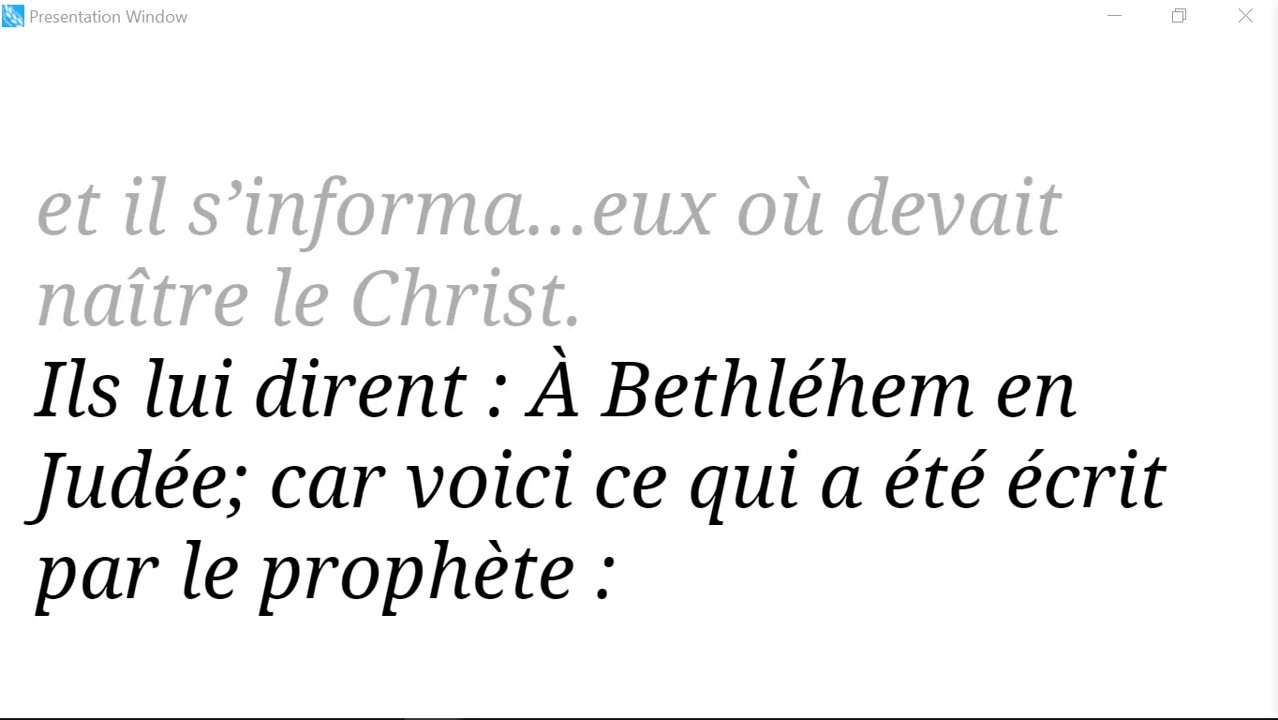 Presentation Window
et il s’informa...eux où devait
naître le Christ.
Ils lui dirent : À Bethléhem en
Judée; car voici ce qui a été écrit
par le prophète :